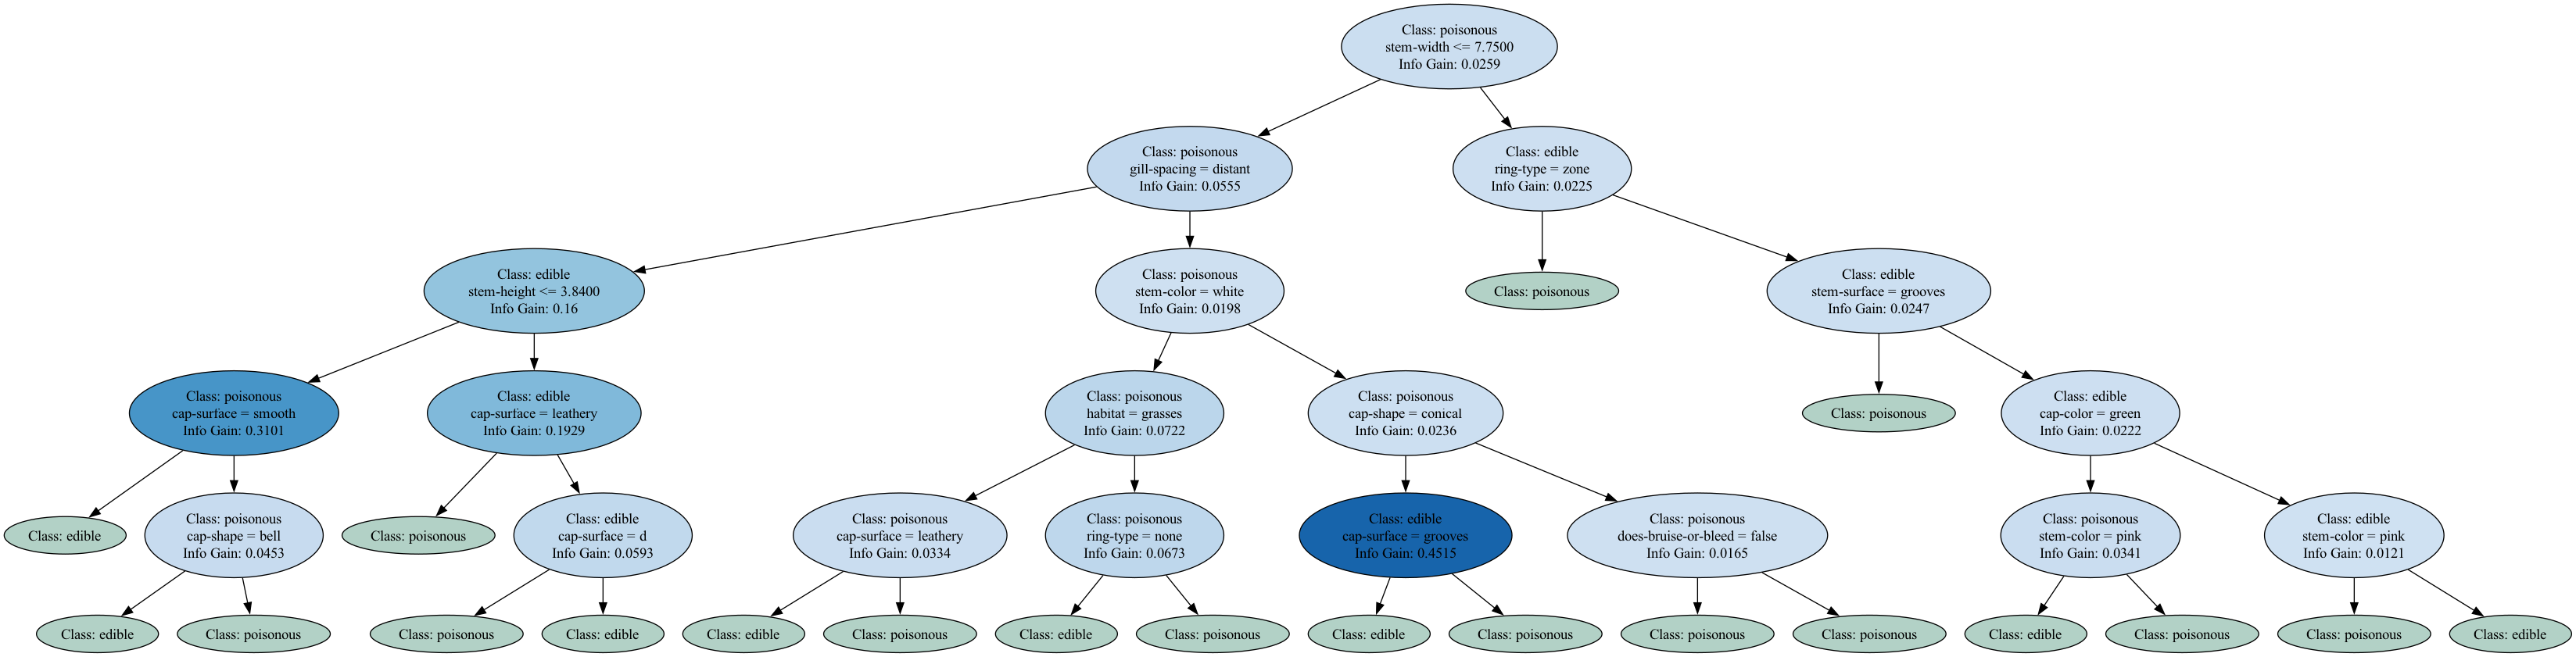 Class: poisonous
stem-width <= 7.7500
Info Gain: 0.0259
Class: poisonous
gill-spacing = distant
Info Gain: 0.0555
Class: edible
ring-type = zone
Info Gain: 0.0225
Class: edible
stem-height <= 3.8400
Info Gain: 0.16
Class: poisonous
stem-color = white
Info Gain: 0.0198
Class: poisonous
Class: edible
stem-surface = grooves
Info Gain: 0.0247
Class: poisonous
cap-surface = smooth
Info Gain: 0.3101
Class: edible
cap-surface = leathery
Info Gain: 0.1929
Class: poisonous
habitat = grasses
Info Gain: 0.0722
Class: poisonous
cap-shape = conical
Info Gain: 0.0236
Class: poisonous
Class: edible
cap-color = green
Info Gain: 0.0222
Class: edible
Class: poisonous
cap-shape = bell
Info Gain: 0.0453
Class: poisonous
Class: edible
cap-surface = d
Info Gain: 0.0593
Class: poisonous
cap-surface = leathery
Info Gain: 0.0334
Class: poisonous
ring-type = none
Info Gain: 0.0673
Class: edible
cap-surface = grooves
Info Gain: 0.4515
Class: poisonous
does-bruise-or-bleed = false
Info Gain: 0.0165
Class: poisonous
stem-color = pink
Info Gain: 0.0341
Class: edible
stem-color = pink
Info Gain: 0.0121
Class: edible
Class: poisonous
Class: poisonous
Class: edible
Class: edible
Class: poisonous
Class: edible
Class: poisonous
Class: edible
Class: poisonous
Class: poisonous
Class: poisonous
Class: edible
Class: poisonous
Class: poisonous
Class: edible